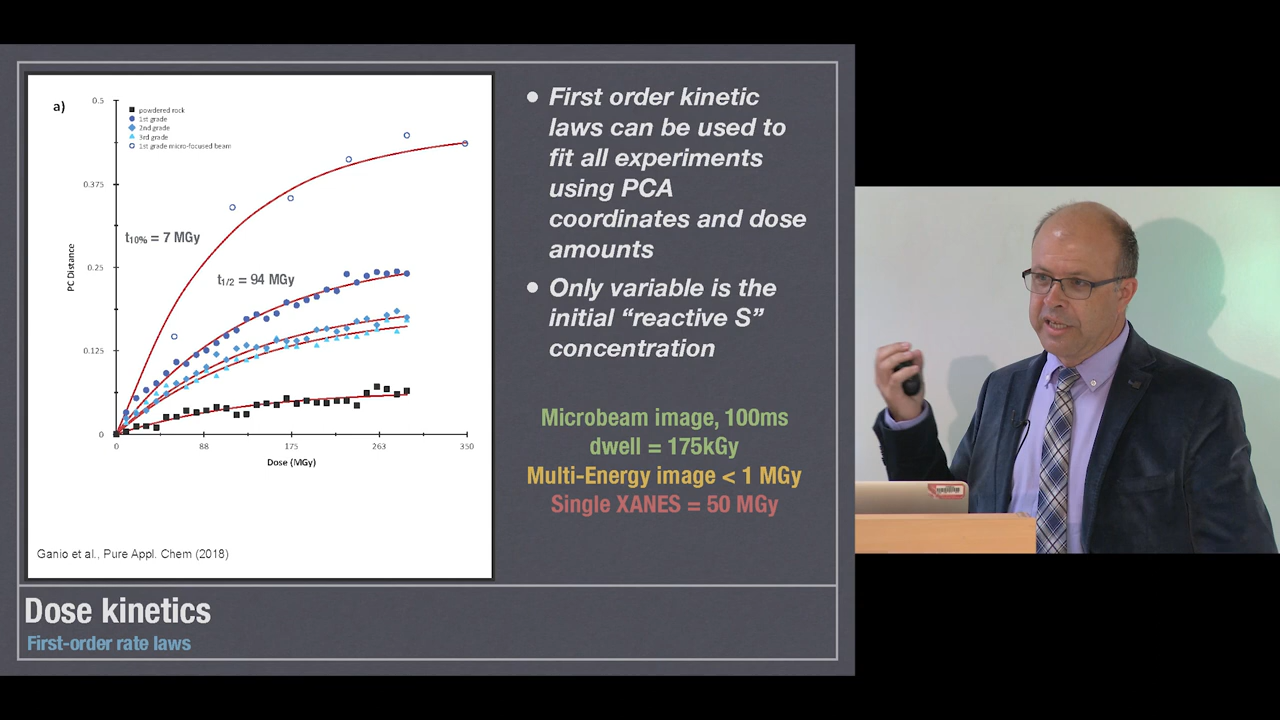 a)
0.5
0.375
0.25
0.125
0
PC Distance
powdered rock
1st grade
2nd grade
3rd grade
1st grade micro-focused beam
t10% = 7 MGy
t1/2 = 94 MGy
0 88 175 263 350
Dose (MGy)
Ganio et al., Pure Appl. Chem (2018)
First order kinetic
laws can be used to
fit all experiments
using PCA
coordinates and dose
amounts
Only variable is the
initial “reactive S”
concentration
Microbeam image, 100ms
dwell = 175kGy
Multi-Energy image < 1 MGy
Single XANES = 50 MGy
Dose kinetics
First-order rate laws